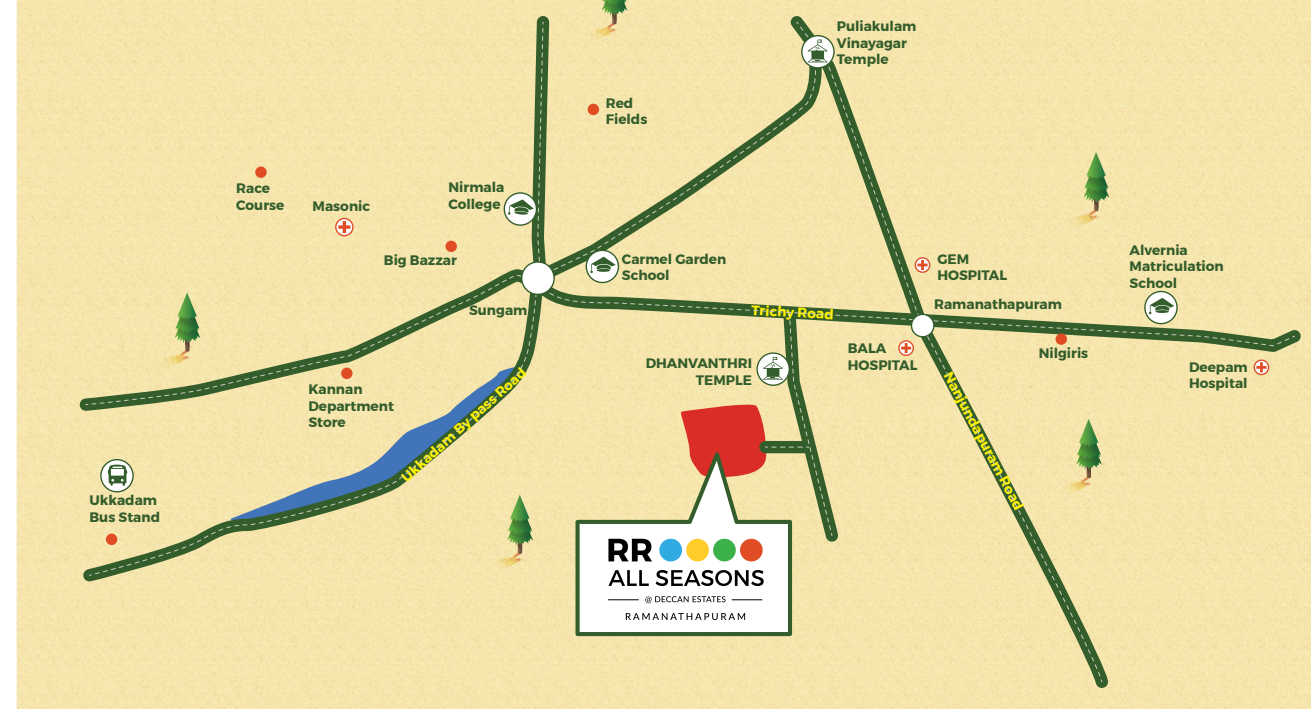 Puliakulam
Vinayagar
Temple
Red
Fields
Race
Course
Masonic
Nirmala
College
Big Bazzar
Carmel Garden
School
GEM
HOSPITAL
Alvernia
Matriculation
School
Sungam
Trichy Road
Ramanathapuram
BALA
HOSPITAL
Nilgiris
Deepam
Hospital
DHANVANTHRI
TEMPLE
Kannan
Department
Store
Ukkadam By-pass Road
Nanjundapuram Road
Ukkadam
Bus Stand
RR
ALL SEASONS
@ DECCAN ESTATES
RAMANATHAPURAM